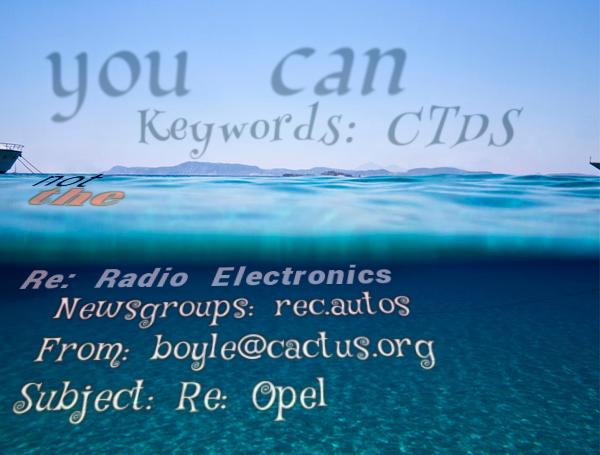 you can
Keywords: CTDS
not
the
Re: Radio Electronics
Newsgroups: rec.autos
From: boyle@cactus.org
Subject: Re: Opel